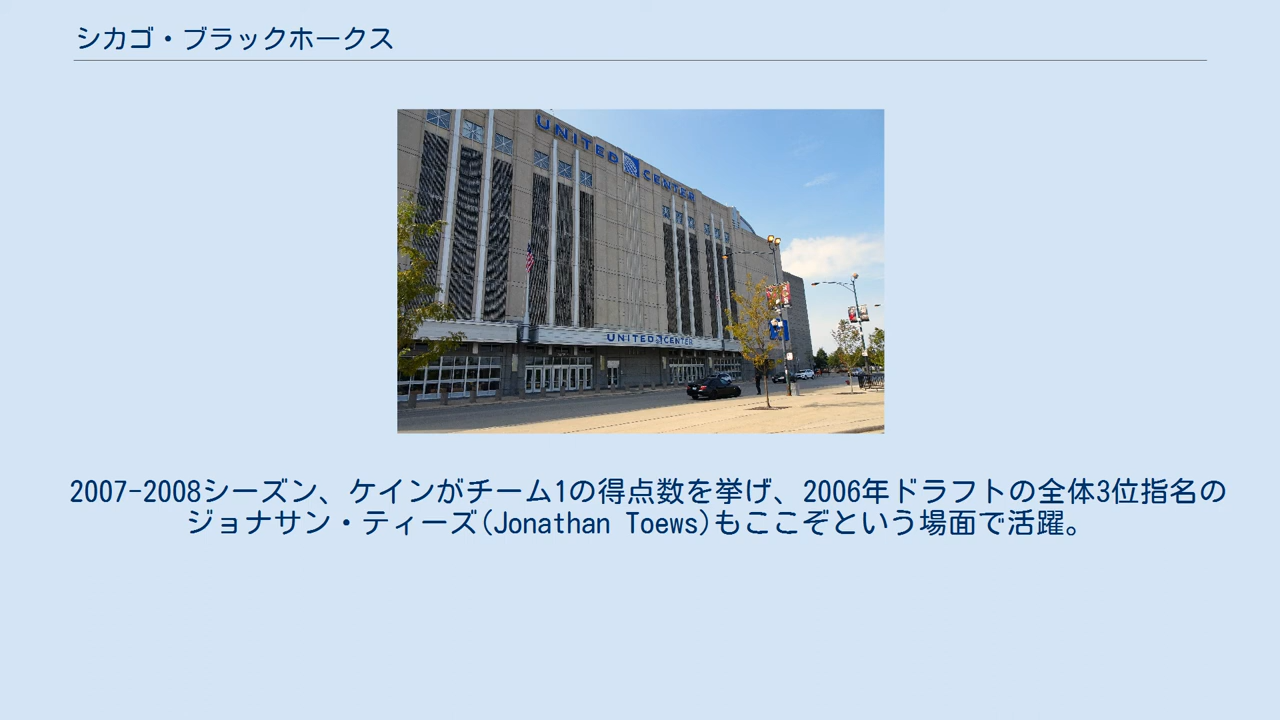 シカゴ・ブラックホークス
UNITED CENTER
UNITED CENTER
2007-2008シーズン、ケインがチーム1の得点数を挙げ、2006年ドラフトの全体3位指名の
ジョナサン・ティーズ(Jonathan Toews)もここぞという場面で活躍。